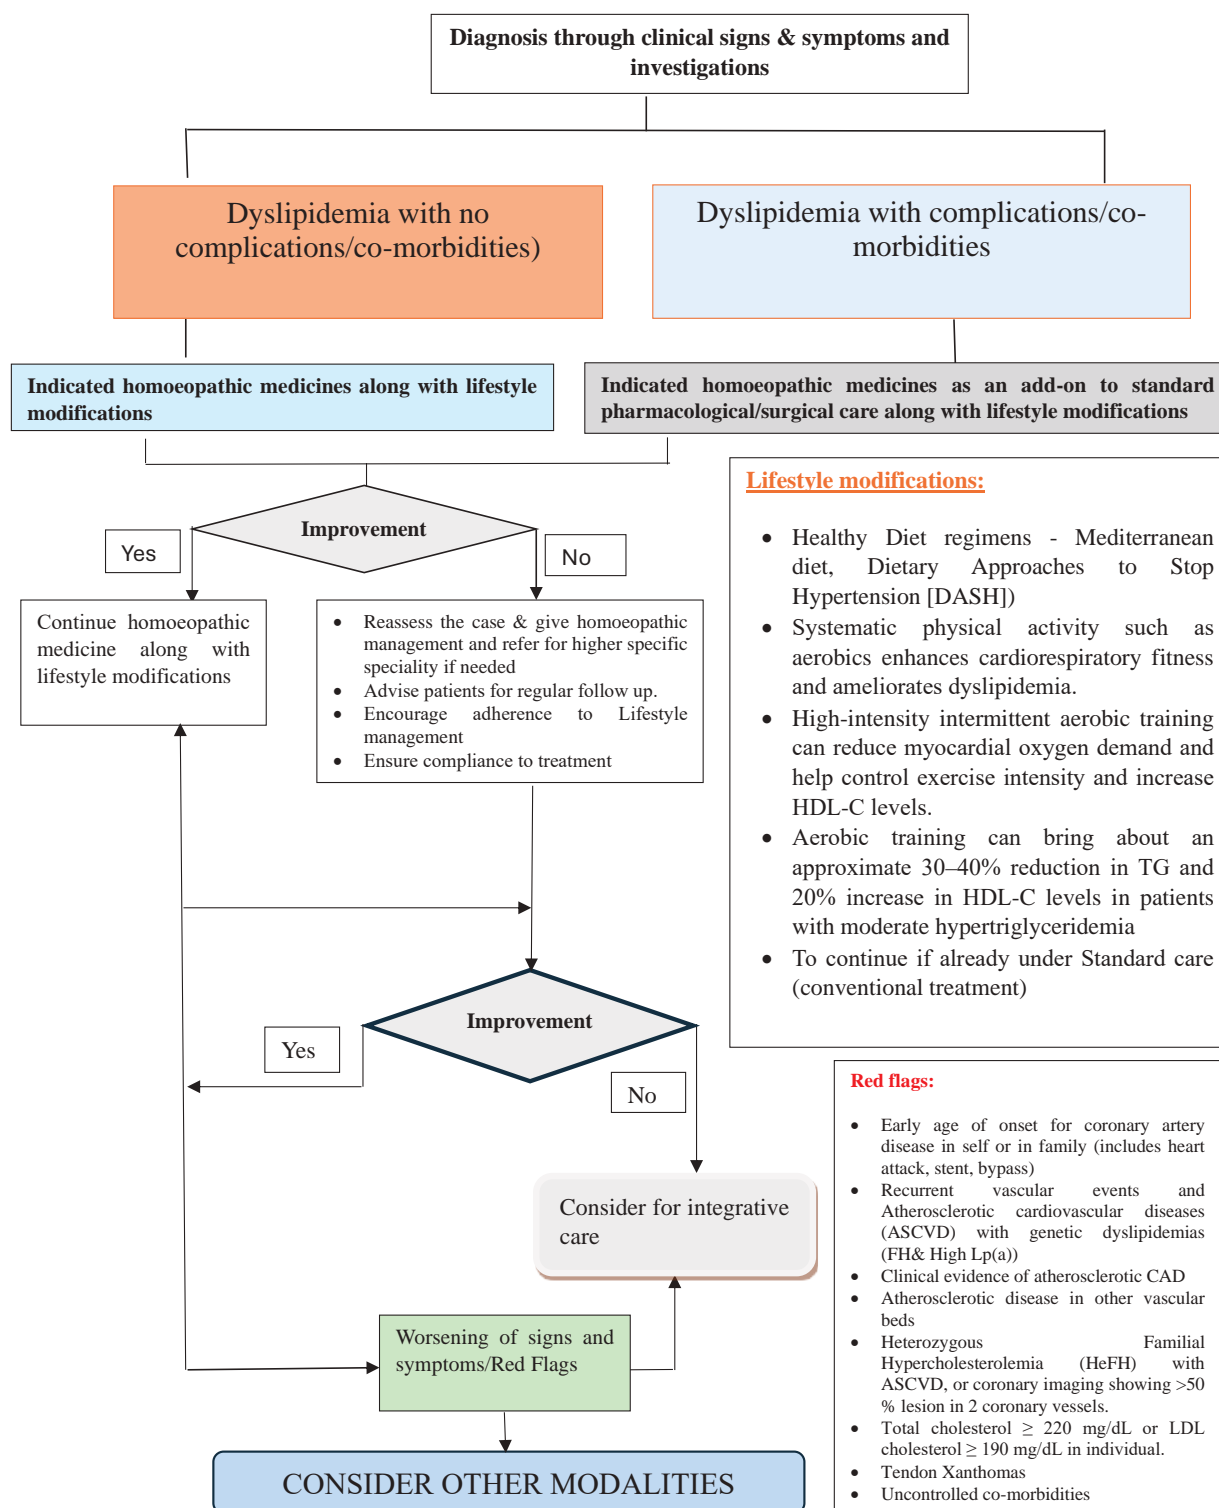 Diagnosis through clinical signs & symptoms and
investigations
Dyslipidemia with no
complications/co-morbidities)
Dyslipidemia with complications/co-
morbidities
Indicated homoeopathic medicines along with lifestyle
modifications
Indicated homoeopathic medicines as an add-on to standard
pharmacological/surgical care along with lifestyle modifications
Improvement
Yes
No
Continue homoeopathic
medicine along with
lifestyle modifications
• Reassess the case & give homoeopathic
management and refer for higher specific
speciality if needed
• Advise patients for regular follow up.
• Encourage adherence to Lifestyle
management
• Ensure compliance to treatment
Lifestyle modifications:
• Healthy Diet regimens - Mediterranean
diet, Dietary Approaches to Stop
Hypertension [DASH])
• Systematic physical activity such as
aerobics enhances cardiorespiratory fitness
and ameliorates dyslipidemia.
• High-intensity intermittent aerobic training
can reduce myocardial oxygen demand and
help control exercise intensity and increase
HDL-C levels.
• Aerobic training can bring about an
approximate 30–40% reduction in TG and
20% increase in HDL-C levels in patients
with moderate hypertriglyceridemia
• To continue if already under Standard care
(conventional treatment)
Improvement
Yes
No
Consider for integrative
care
Worsening of signs and
symptoms/Red Flags
CONSIDER OTHER MODALITIES
Red flags:
• Early age of onset for coronary artery
disease in self or in family (includes heart
attack, stent, bypass)
• Recurrent vascular events and
Atherosclerotic cardiovascular diseases
(ASCVD) with genetic dyslipidemias
(FH& High Lp(a))
• Clinical evidence of atherosclerotic CAD
• Atherosclerotic disease in other vascular
beds
• Heterozygous Familial
Hypercholesterolemia (HeFH) with
ASCVD, or coronary imaging showing >50
% lesion in 2 coronary vessels.
• Total cholesterol ≥ 220 mg/dL or LDL
cholesterol ≥ 190 mg/dL in individual.
• Tendon Xanthomas
• Uncontrolled co-morbidities